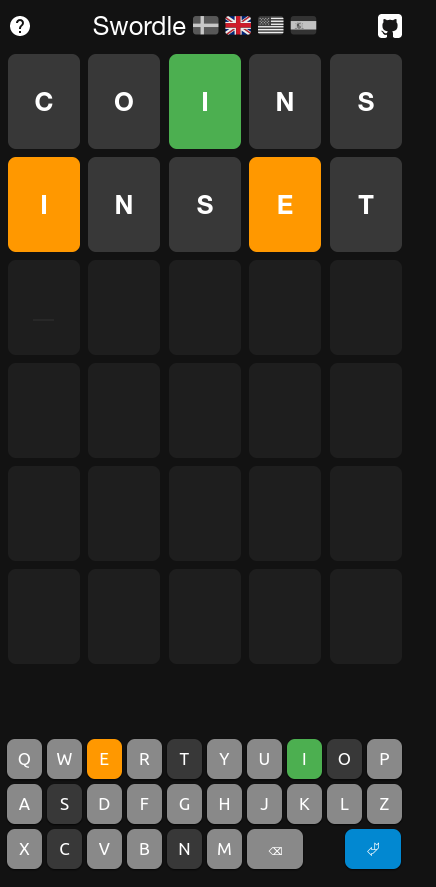 ? Swordle
C O I N S
I N S E T
Q W E R T Y U I O P
A S D F G H J K L Z
X C V B N M ⌫ ⏎